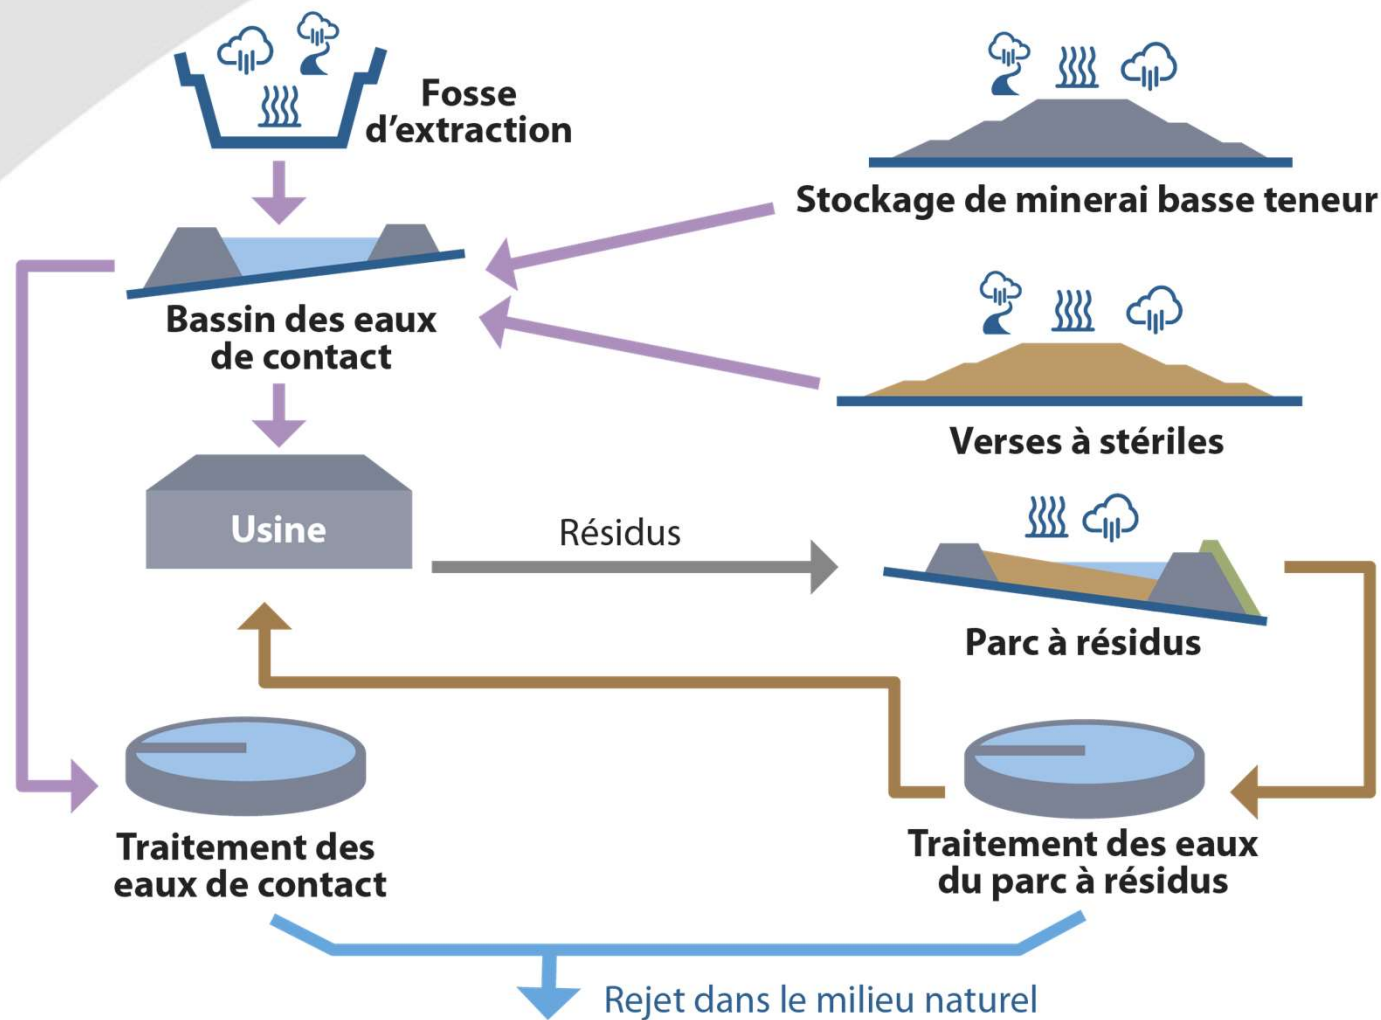 Fosse
d'extraction
Stockage de minerai basse teneur
Bassin des eaux
de contact
Verses à stériles
Usine
Résidus
Parc à résidus
Traitement des
eaux de contact
Traitement des eaux
du parc à résidus
Rejet dans le milieu naturel